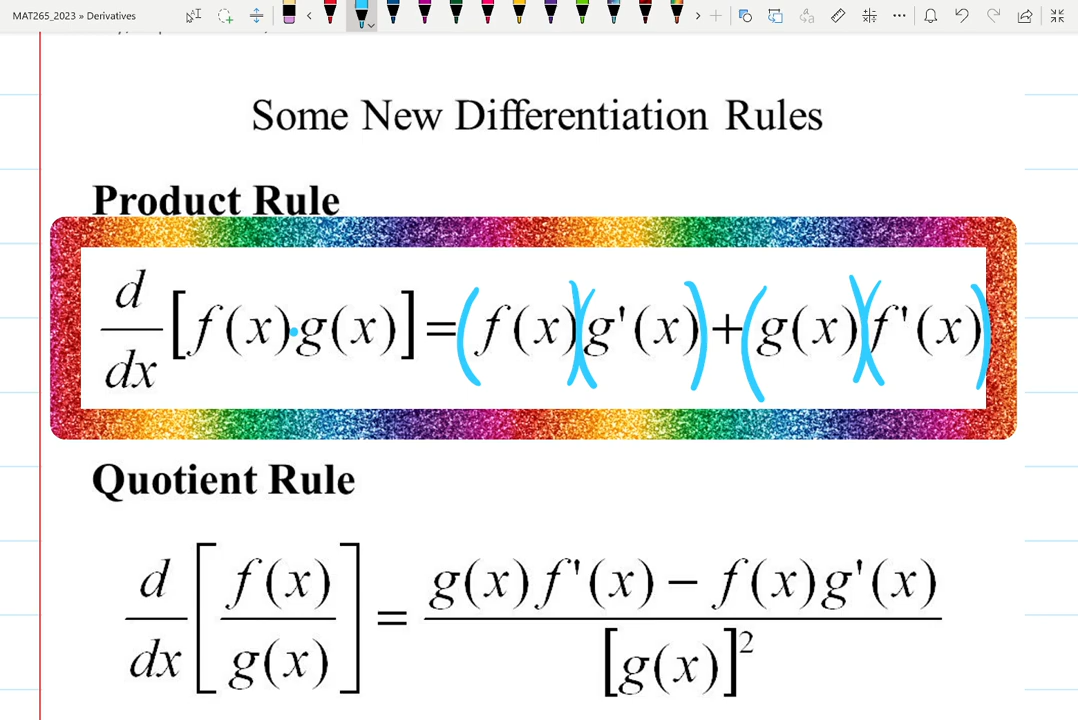 MAT265_2023 » Derivatives
Some New Differentiation Rules
Product Rule
d/dx [f(x)·g(x)] = (f(x))(g'(x)) + (g(x))(f'(x))
Quotient Rule
d/dx [f(x)/g(x)] = g(x)f'(x) − f(x)g'(x) / [g(x)]²